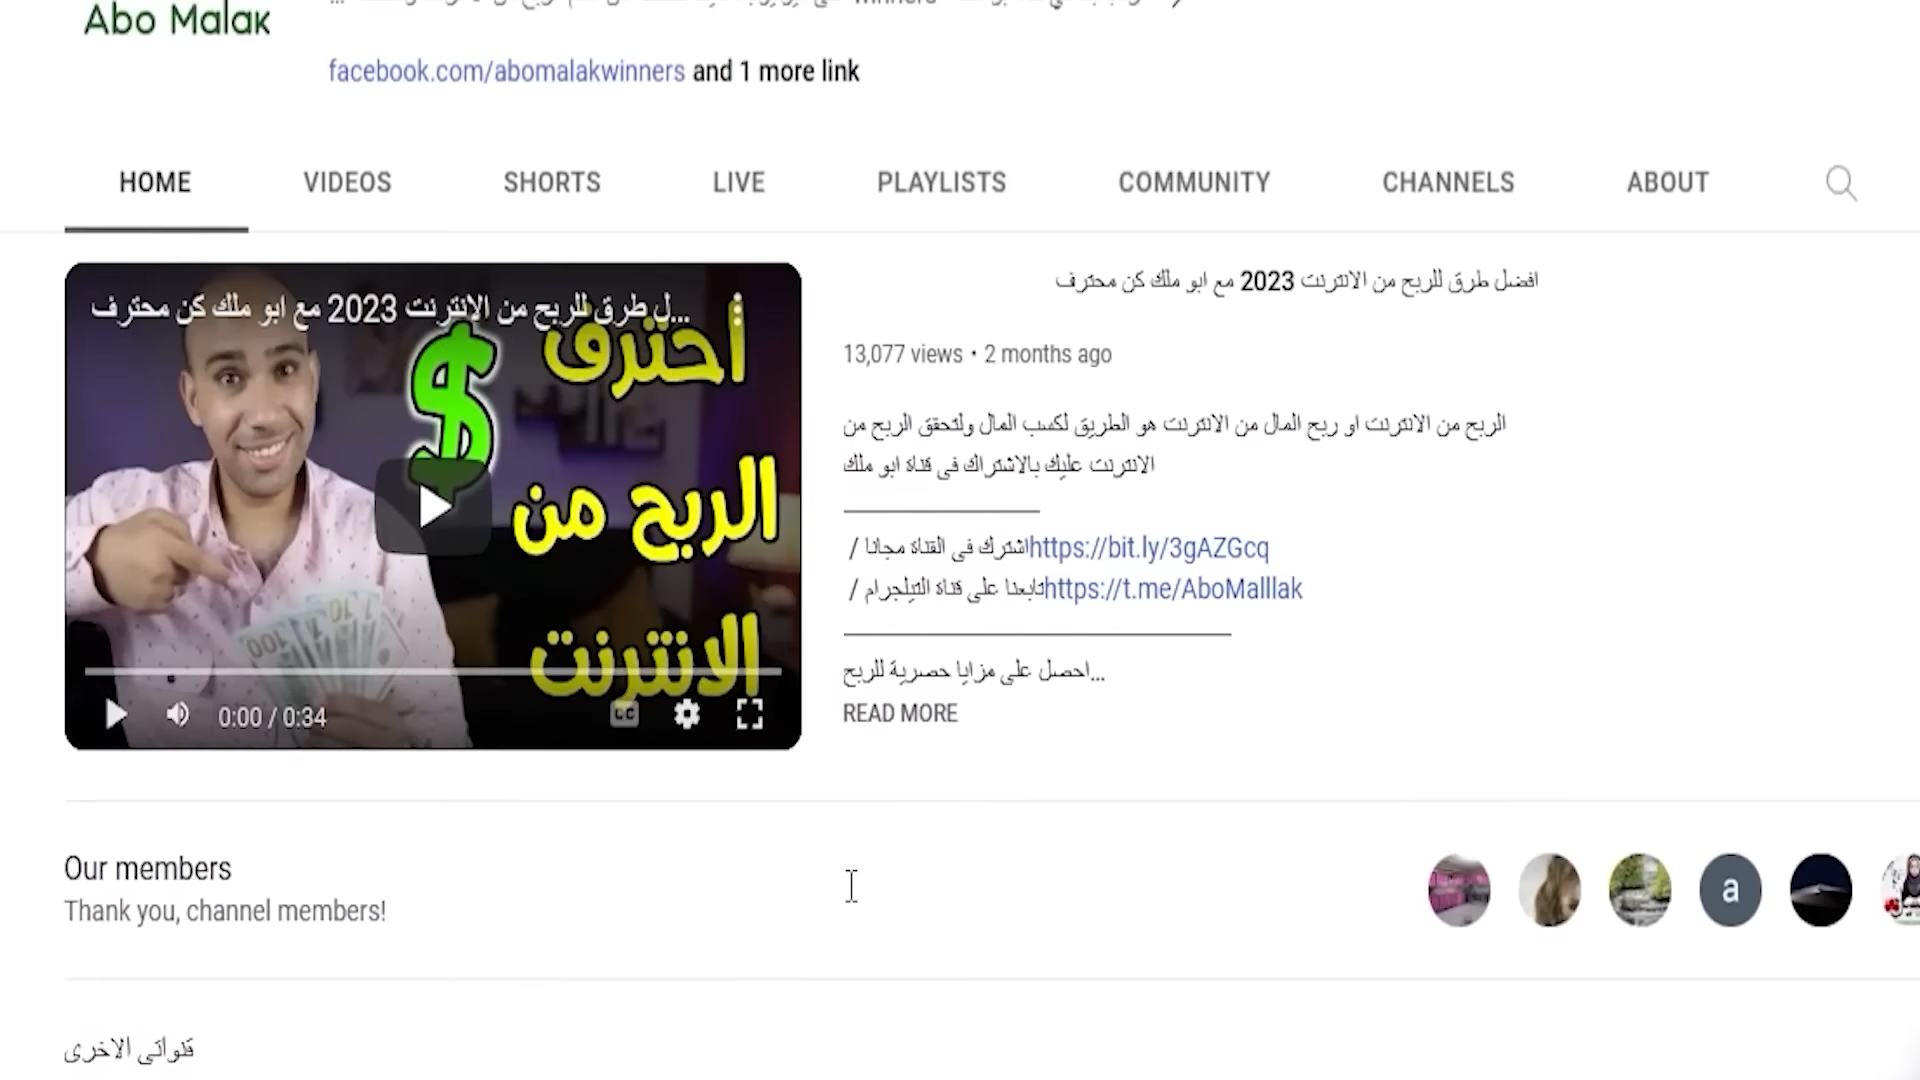 Abo Malak
winners
facebook.com/abomalakwinners and 1 more link
HOME VIDEOS SHORTS LIVE PLAYLISTS COMMUNITY CHANNELS ABOUT
ل طرق للربح من الانترنت 2023 مع ابو ملك كن محترف...
احترف
$
الربح من
الانترنت
100
0:00 / 0:34
CC
افضل طرق للربح من الانترنت 2023 مع ابو ملك كن محترف
13,077 views • 2 months ago
الربح من الانترنت او ربح المال من الانترنت هو الطريق لكسب المال ولتحقق الربح من
الانترنت عليك بالاشتراك فى قناة ابو ملك
اشترك فى القناة مجانا / https://bit.ly/3gAZGcq
تابعنا على قناة التيلجرام / https://t.me/AboMalllak
احصل على مزايا حصرية للربح...
READ MORE
Our members
Thank you, channel members!
a
قنواتى الاخرى